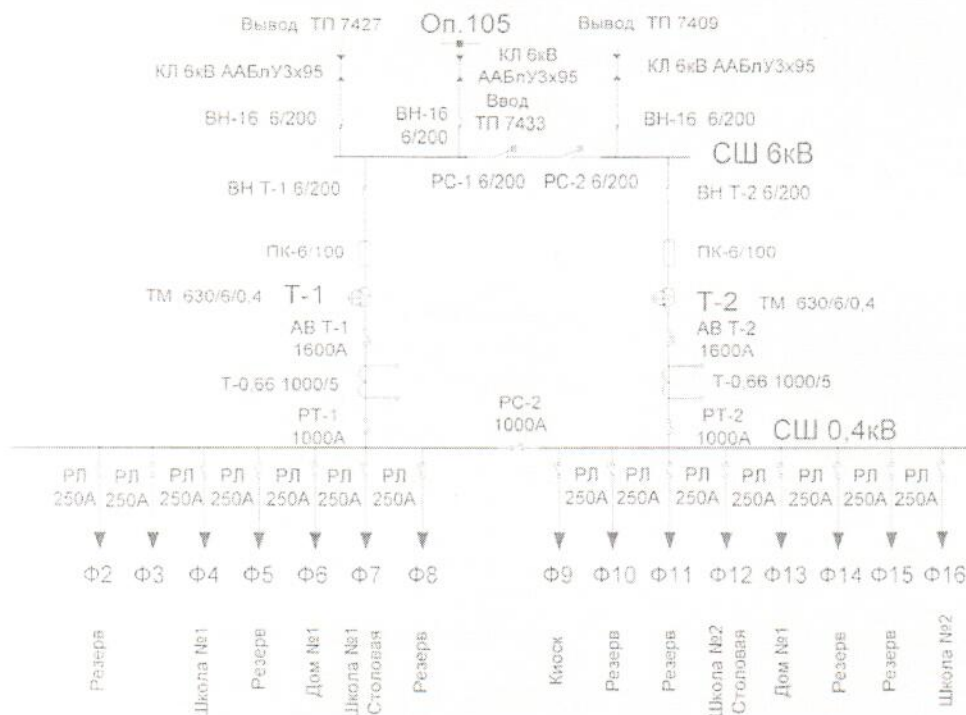 Вывод ТП 7427
Оп.105
Вывод ТП 7409
КЛ 6кВ ААБлУ3х95
КЛ 6кВ
ААБлУ3х95
КЛ 6кВ ААБлУ3х95
ВН-16 6/200
ВН-16
6/200
Ввод
ТП 7433
ВН-16 6/200
СШ 6кВ
РС-1 6/200
РС-2 6/200
ВН Т-1 6/200
ВН Т-2 6/200
ПК-6/100
ПК-6/100
ТМ 630/6/0,4
Т-1
Т-2
ТМ 630/6/0,4
АВ Т-1
1600А
АВ Т-2
1600А
Т-0,66 1000/5
Т-0,66 1000/5
РТ-1
1000А
РС-2
1000А
РТ-2
1000А
СШ 0,4кВ
РЛ
250А
РЛ
250А
РЛ
250А
РЛ
250А
РЛ
250А
РЛ
250А
РЛ
250А
РЛ
250А
РЛ
250А
РЛ
250А
РЛ
250А
РЛ
250А
РЛ
250А
РЛ
250А
Ф2 Ф3 Ф4 Ф5 Ф6 Ф7 Ф8 Ф9 Ф10 Ф11 Ф12 Ф13 Ф14 Ф15 Ф16
Резерв
Школа №1
Резерв
Дом №1
Школа №1
Столовая
Резерв
Киоск
Резерв
Резерв
Школа №2
Столовая
Дом №1
Резерв
Резерв
Школа №2